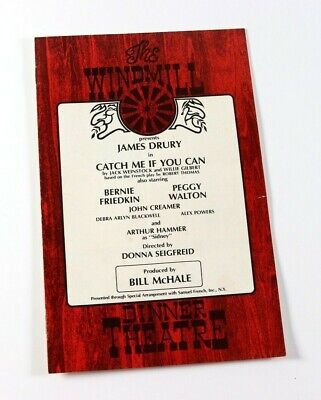 The
WINDMILL
presents
JAMES DRURY
in
CATCH ME IF YOU CAN
by JACK WEINSTOCK and WILLIE GILBERT
based on the French play by ROBERT THOMAS
also starring
BERNIE FRIEDKIN PEGGY WALTON
JOHN CREAMER
DEBRA ARLYN BLACKWELL ALEX POWERS
and
ARTHUR HAMMER
as "Sidney"
Directed by
DONNA SEIGFREID
Produced by
BILL McHALE
Presented through Special Arrangement with Samuel French, Inc., N.Y.
DINNER
THEATRE